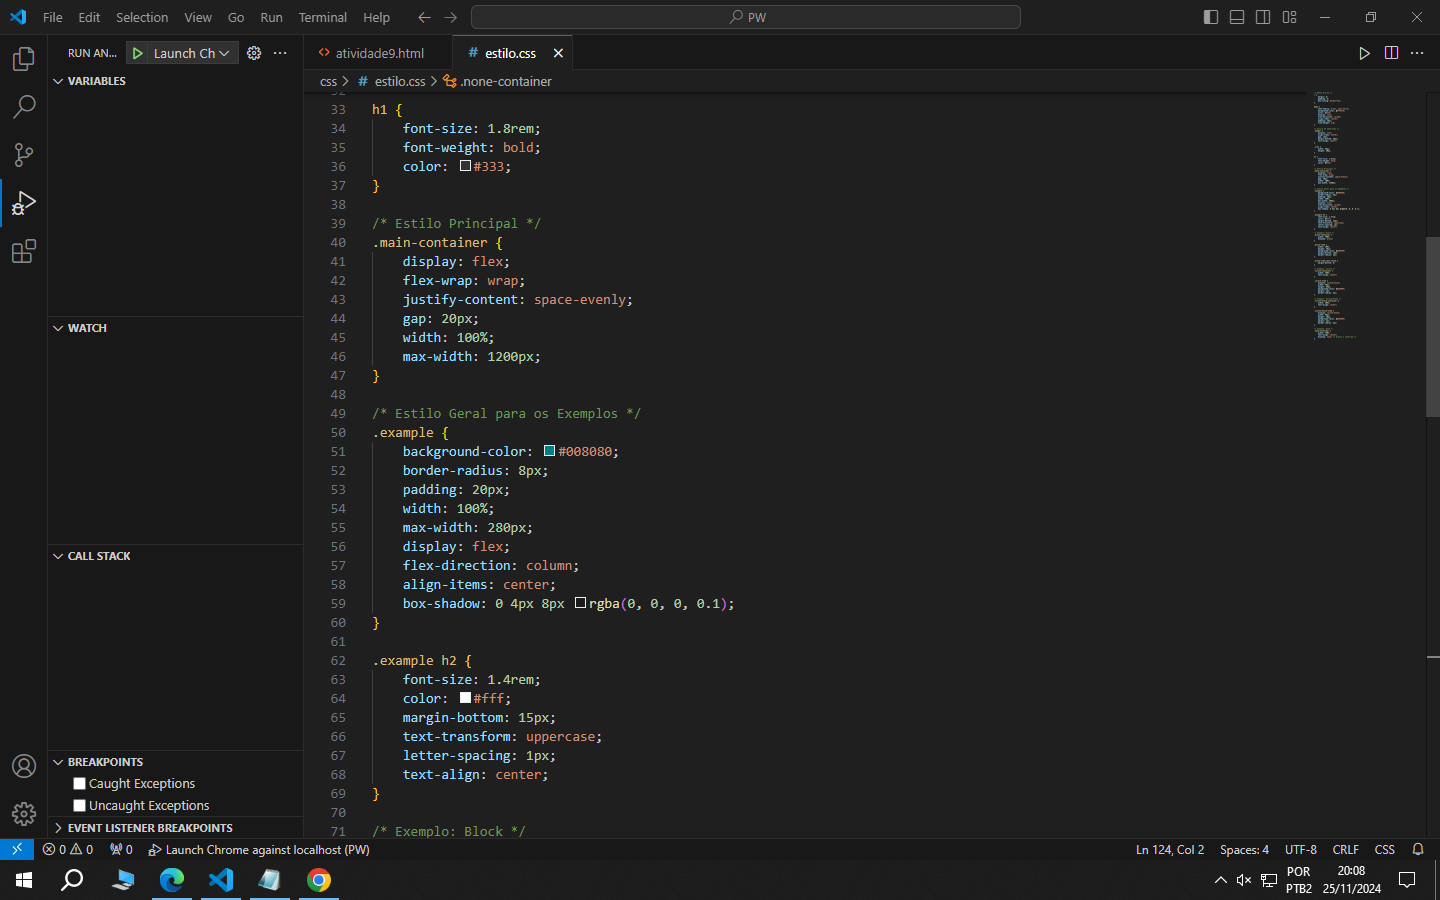 File Edit Selection View Go Run Terminal Help
PW
RUN AN... Launch Ch
atividade9.html
estilo.css
css > estilo.css > .none-container
VARIABLES
WATCH
CALL STACK
BREAKPOINTS
Caught Exceptions
Uncaught Exceptions
EVENT LISTENER BREAKPOINTS
33 h1 {
34 font-size: 1.8rem;
35 font-weight: bold;
36 color: #333;
37 }
38
39 /* Estilo Principal */
40 .main-container {
41 display: flex;
42 flex-wrap: wrap;
43 justify-content: space-evenly;
44 gap: 20px;
45 width: 100%;
46 max-width: 1200px;
47 }
48
49 /* Estilo Geral para os Exemplos */
50 .example {
51 background-color: #008080;
52 border-radius: 8px;
53 padding: 20px;
54 width: 100%;
55 max-width: 280px;
56 display: flex;
57 flex-direction: column;
58 align-items: center;
59 box-shadow: 0 4px 8px rgba(0, 0, 0, 0.1);
60 }
61
62 .example h2 {
63 font-size: 1.4rem;
64 color: #fff;
65 margin-bottom: 15px;
66 text-transform: uppercase;
67 letter-spacing: 1px;
68 text-align: center;
69 }
70
71 /* Exemplo: Block */
0 0 0 Launch Chrome against localhost (PW)
Ln 124, Col 2 Spaces: 4 UTF-8 CRLF CSS
POR
PTB2
20:08
25/11/2024